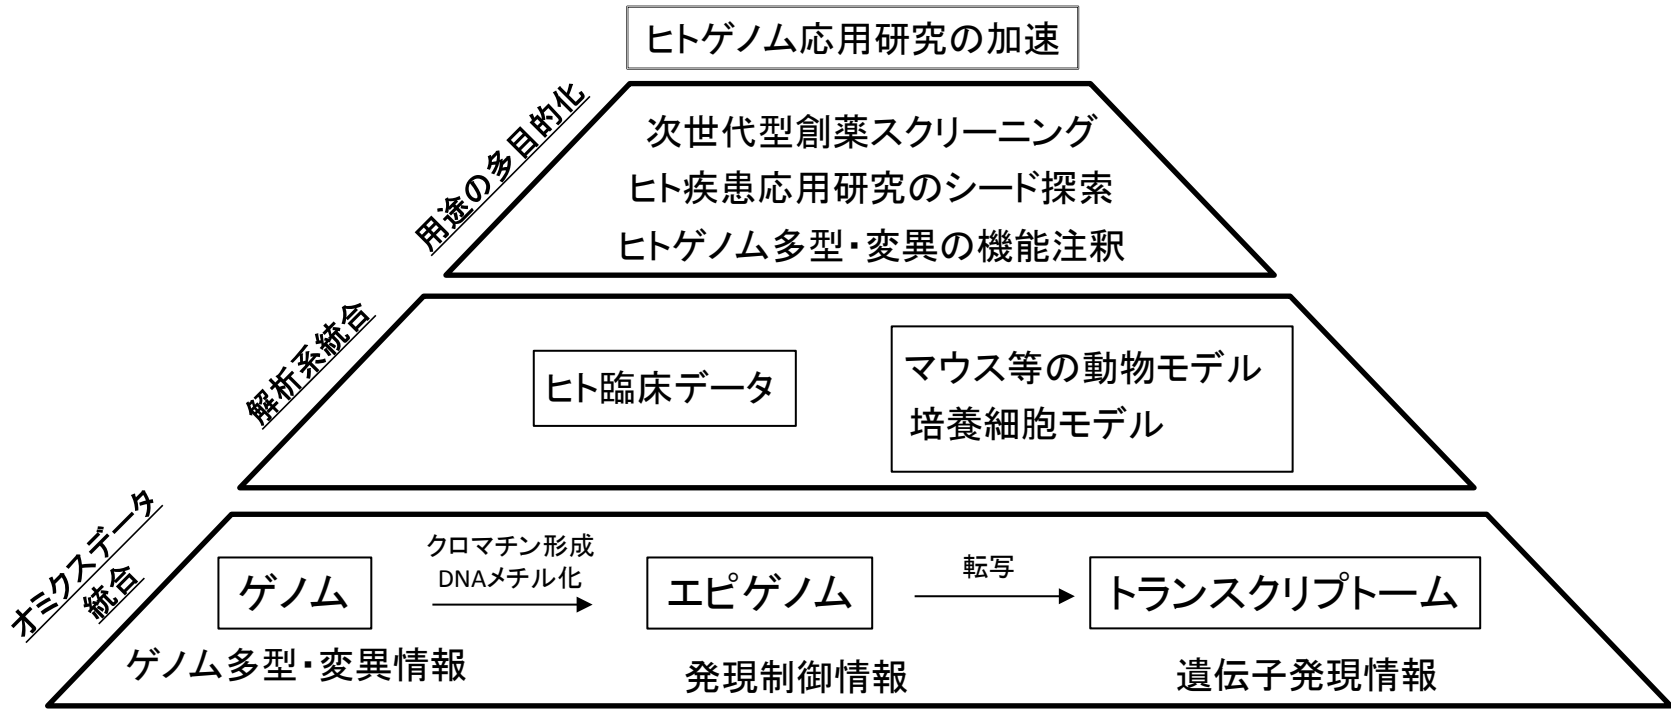 ヒトゲノム応用研究の加速
用途の多目的化
次世代型創薬スクリーニング
ヒト疾患応用研究のシード探索
ヒトゲノム多型・変異の機能注釈
解析系統合
ヒト臨床データ
マウス等の動物モデル
培養細胞モデル
オミクスデータ
統合
ゲノム
クロマチン形成
DNAメチル化
エピゲノム
転写
トランスクリプトーム
ゲノム多型・変異情報
発現制御情報
遺伝子発現情報